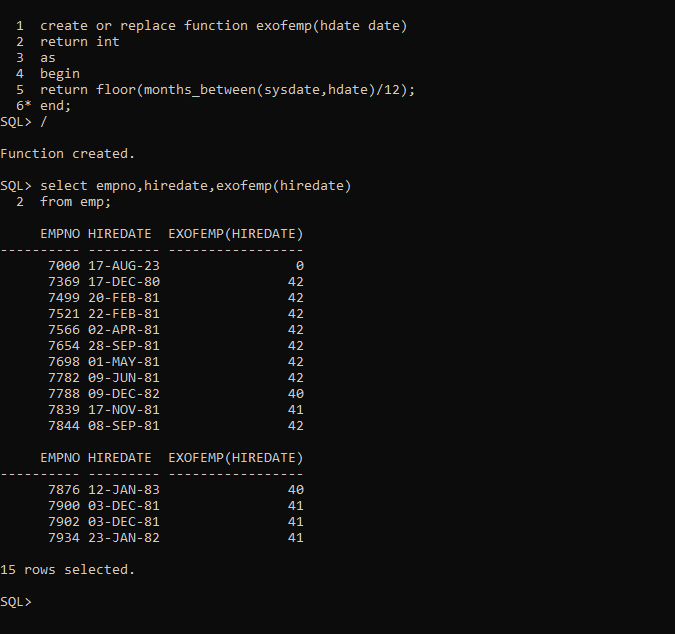 1  create or replace function exofemp(hdate date)
  2  return int
  3  as
  4  begin
  5  return floor(months_between(sysdate,hdate)/12);
  6* end;
SQL> /
Function created.
SQL> select empno,hiredate,exofemp(hiredate)
  2  from emp;
     EMPNO HIREDATE  EXOFEMP(HIREDATE)
---------- --------- -----------------
      7000 17-AUG-23                 0
      7369 17-DEC-80                42
      7499 20-FEB-81                42
      7521 22-FEB-81                42
      7566 02-APR-81                42
      7654 28-SEP-81                42
      7698 01-MAY-81                42
      7782 09-JUN-81                42
      7788 09-DEC-82                40
      7839 17-NOV-81                41
      7844 08-SEP-81                42
     EMPNO HIREDATE  EXOFEMP(HIREDATE)
---------- --------- -----------------
      7876 12-JAN-83                40
      7900 03-DEC-81                41
      7902 03-DEC-81                41
      7934 23-JAN-82                41
15 rows selected.
SQL>